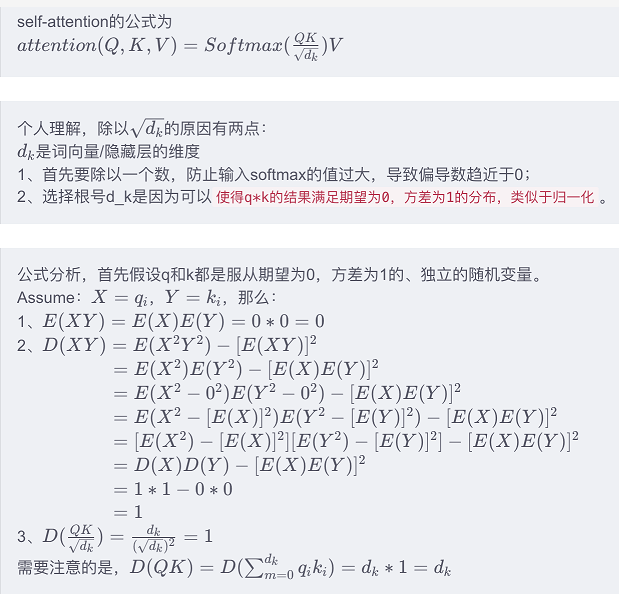 self-attention的公式为
attention(Q, K, V) = Softmax(\frac{QK}{\sqrt{d_k}})V
个人理解，除以\sqrt{d_k}的原因有两点：
d_k是词向量/隐藏层的维度
1、首先要除以一个数，防止输入softmax的值过大，导致偏导数趋近于0；
2、选择根号d_k是因为可以 使得q*k的结果满足期望为0，方差为1的分布，类似于归一化 。
公式分析，首先假设q和k都是服从期望为0，方差为1的、独立的随机变量。
Assume：X = q_i，Y = k_i，那么：
1、E(XY) = E(X)E(Y) = 0 * 0 = 0
2、D(XY) = E(X^2Y^2) - [E(XY)]^2
= E(X^2)E(Y^2) - [E(X)E(Y)]^2
= E(X^2 - 0^2)E(Y^2 - 0^2) - [E(X)E(Y)]^2
= E(X^2 - [E(X)]^2)E(Y^2 - [E(Y)]^2) - [E(X)E(Y)]^2
= [E(X^2) - [E(X)]^2][E(Y^2) - [E(Y)]^2] - [E(X)E(Y)]^2
= D(X)D(Y) - [E(X)E(Y)]^2
= 1 * 1 - 0 * 0
= 1
3、D(\frac{QK}{\sqrt{d_k}}) = \frac{d_k}{(\sqrt{d_k})^2} = 1
需要注意的是，D(QK) = D(\sum_{m=0}^{d_k} q_ik_i) = d_k * 1 = d_k